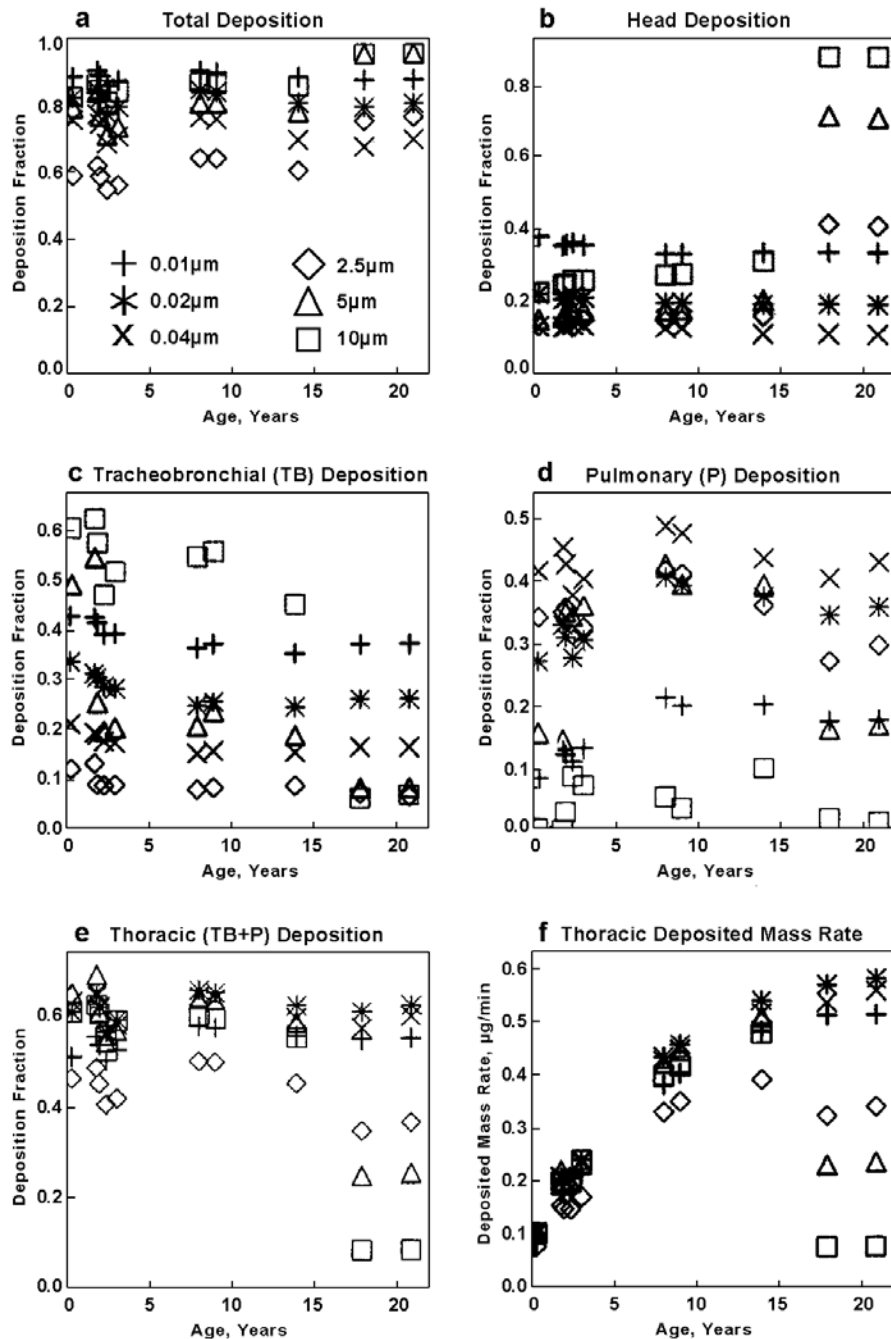 a Total Deposition
Deposition Fraction
1.0
0.8
0.6
0.4
0.2
0.0
0.01µm
0.02µm
0.04µm
2.5µm
5µm
10µm
0 5 10 15 20
Age, Years
b Head Deposition
Deposition Fraction
0.8
0.6
0.4
0.2
0.0
0 5 10 15 20
Age, Years
c Tracheobronchial (TB) Deposition
Deposition Fraction
0.6
0.5
0.4
0.3
0.2
0.1
0.0
0 5 10 15 20
Age, Years
d Pulmonary (P) Deposition
Deposition Fraction
0.5
0.4
0.3
0.2
0.1
0.0
0 5 10 15 20
Age, Years
e Thoracic (TB+P) Deposition
Deposition Fraction
0.6
0.4
0.2
0.0
0 5 10 15 20
Age, Years
f Thoracic Deposited Mass Rate
Deposited Mass Rate, µg/min
0.6
0.5
0.4
0.3
0.2
0.1
0.0
0 5 10 15 20
Age, Years